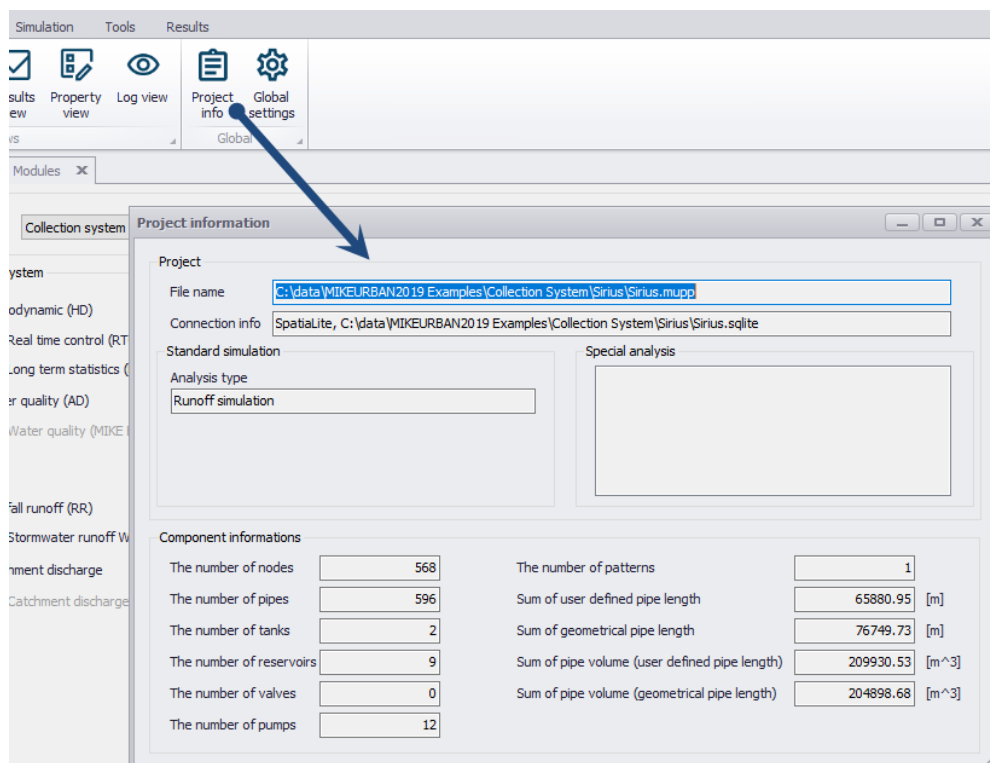 Simulation Tools Results
sults Property Log view Project Global
ew view info settings
vs Global
Modules
Collection system Project information
ystem Project
File name C:\data\MIKEURBAN2019 Examples\Collection System\Sirius\Sirius.mupp
odynamic (HD)
Connection info SpatiaLite, C:\data\MIKEURBAN2019 Examples\Collection System\Sirius\Sirius.sqlite
Real time control (RT
Standard simulation Special analysis
Long term statistics (
Analysis type
er quality (AD) Runoff simulation
Water quality (MIKE
fall runoff (RR)
Stormwater runoff W Component informations
hment discharge The number of nodes 568 The number of patterns 1
Catchment discharge The number of pipes 596 Sum of user defined pipe length 65880.95 [m]
The number of tanks 2 Sum of geometrical pipe length 76749.73 [m]
The number of reservoirs 9 Sum of pipe volume (user defined pipe length) 209930.53 [m^3]
The number of valves 0 Sum of pipe volume (geometrical pipe length) 204898.68 [m^3]
The number of pumps 12